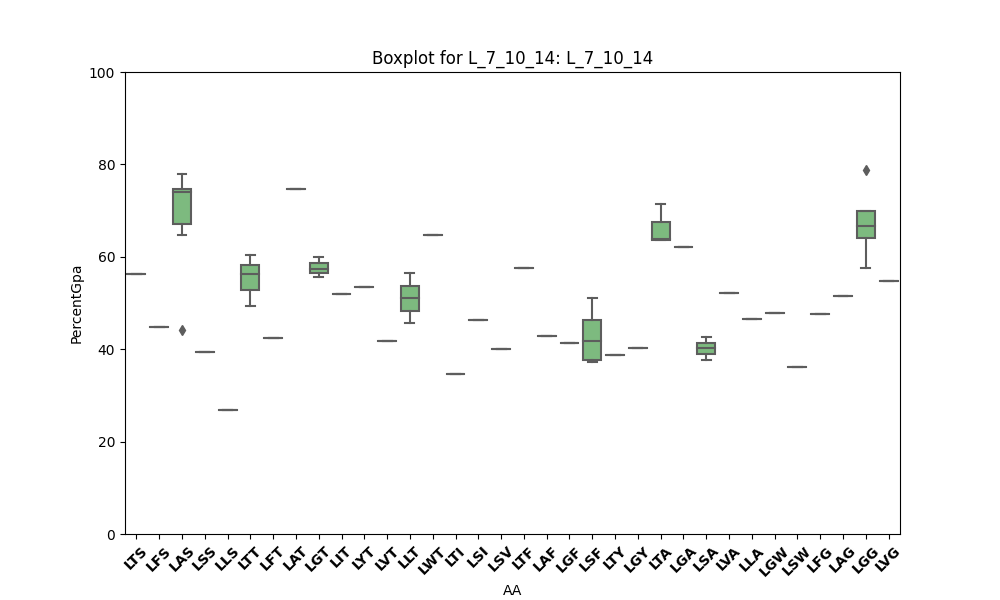 Boxplot for L_7_10_14: L_7_10_14
100
80
60
40
20
0
PercentGpa
LTS LFS LAS LSS LLS LTT LFT LAT LGT LIT LYT LVT LLT LWT LTI LSI LSV LTF LAF LGF LSF LTY LGY LTA LGA LSA LVA LLA LGW LSW LFG LAG LGG LVG
AA